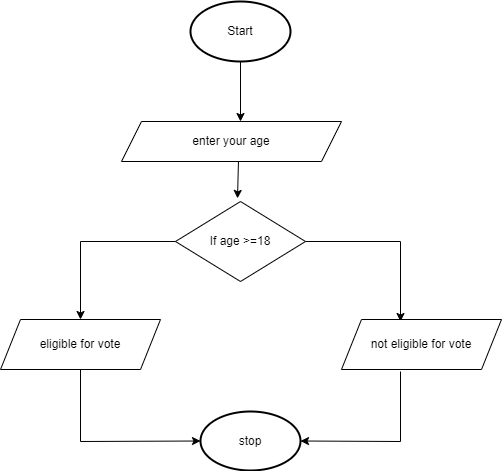 Start
enter your age
If age >=18
eligible for vote
not eligible for vote
stop